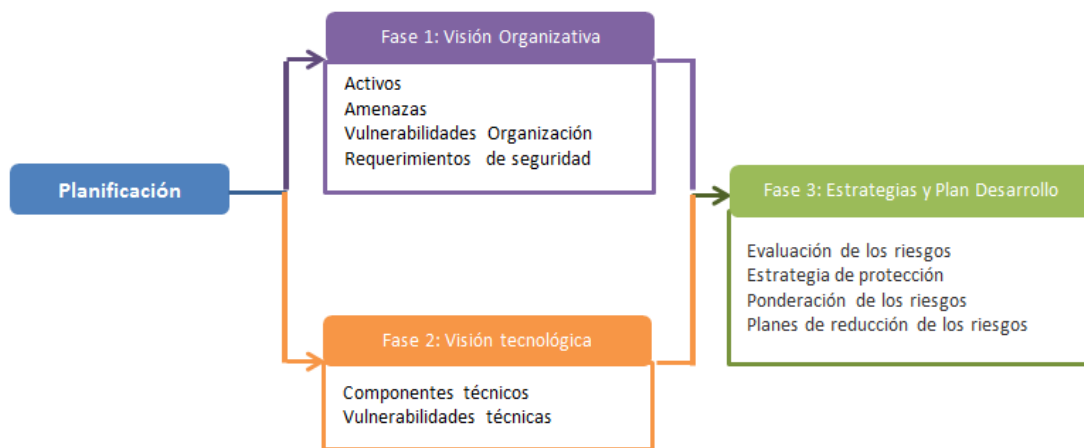 Planificación
Fase 1: Visión Organizativa
Activos
Amenazas
Vulnerabilidades Organización
Requerimientos de seguridad
Fase 2: Visión tecnológica
Componentes técnicos
Vulnerabilidades técnicas
Fase 3: Estrategias y Plan Desarrollo
Evaluación de los riesgos
Estrategia de protección
Ponderación de los riesgos
Planes de reducción de los riesgos